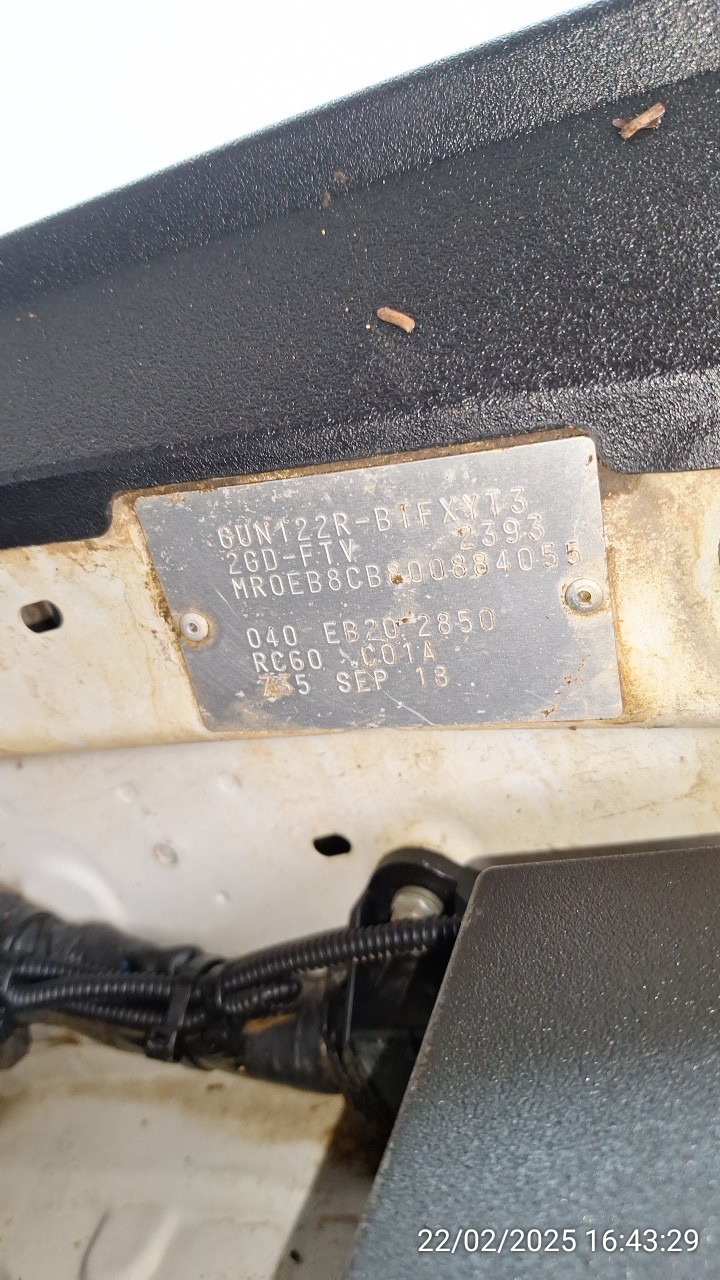 GUN122R-BTFXYT3
2GD-FTV 2393
MR0EB8CB800884055
040 EB20 2850
RC60 C01A
SEP 18
22/02/2025 16:43:29